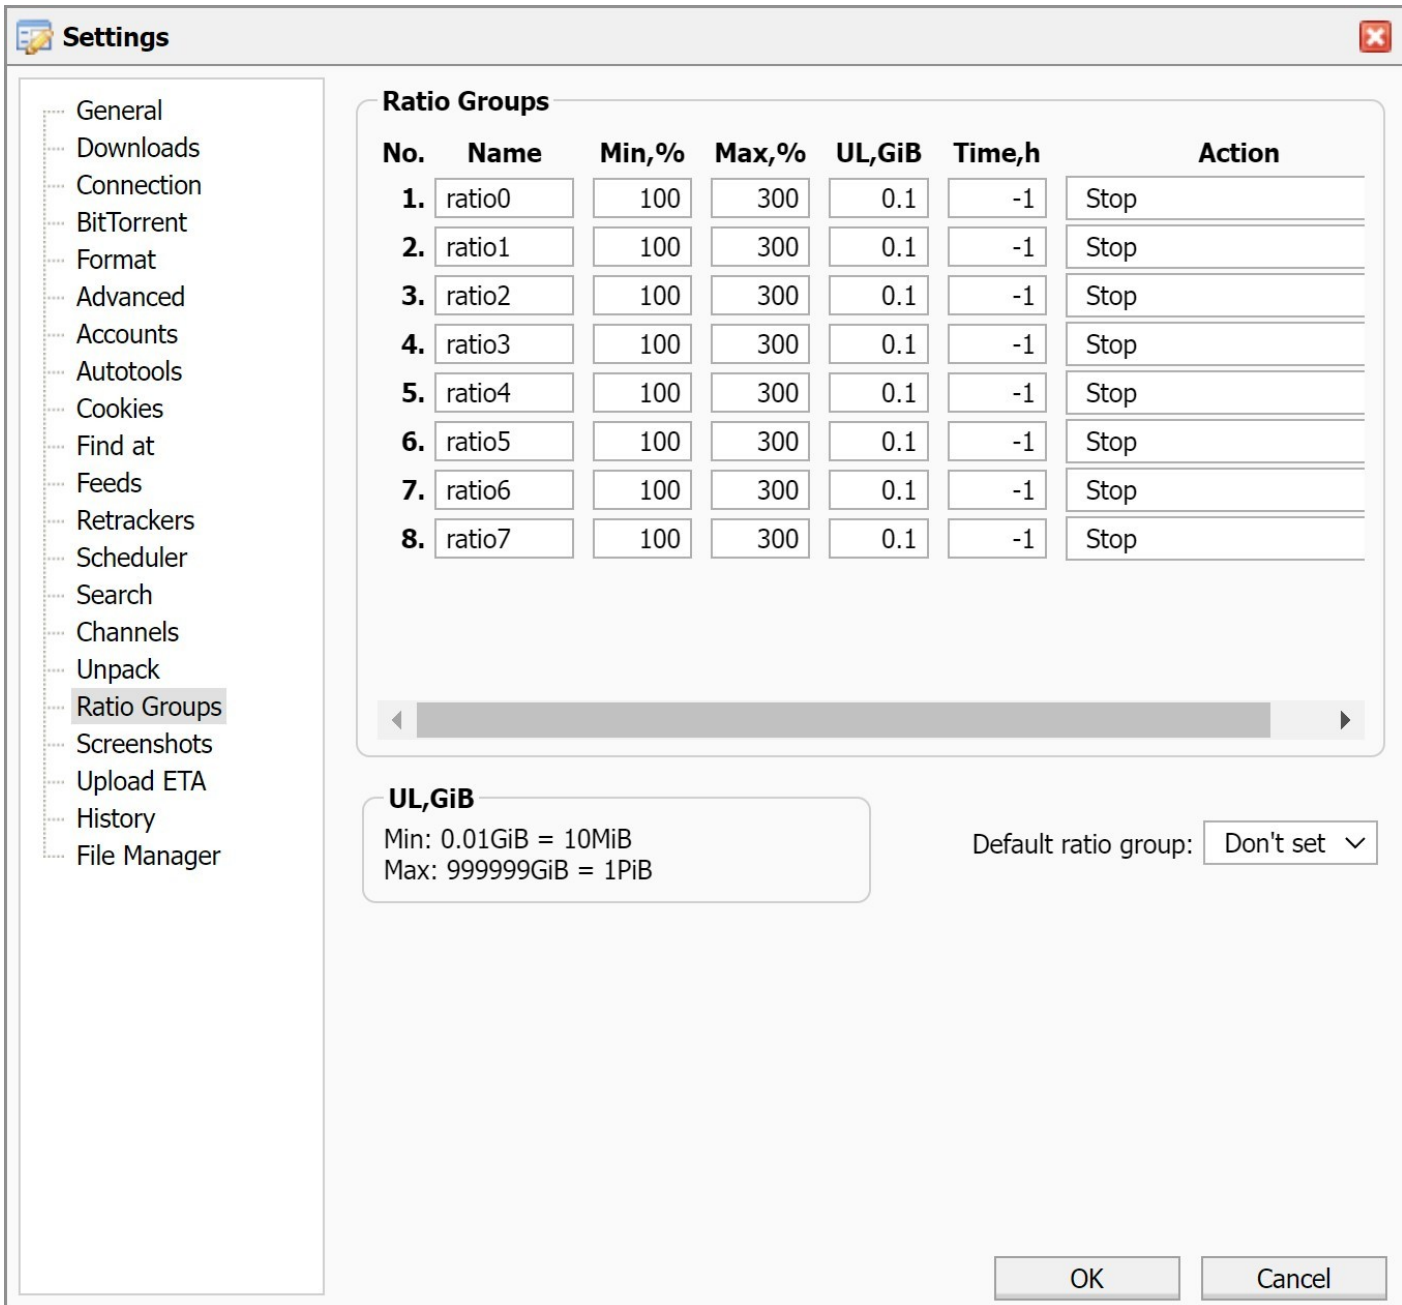 Settings
General
Downloads
Connection
BitTorrent
Format
Advanced
Accounts
Autotools
Cookies
Find at
Feeds
Retrackers
Scheduler
Search
Channels
Unpack
Ratio Groups
Screenshots
Upload ETA
History
File Manager
Ratio Groups
No. Name Min,% Max,% UL,GiB Time,h Action
1. ratio0 100 300 0.1 -1 Stop
2. ratio1 100 300 0.1 -1 Stop
3. ratio2 100 300 0.1 -1 Stop
4. ratio3 100 300 0.1 -1 Stop
5. ratio4 100 300 0.1 -1 Stop
6. ratio5 100 300 0.1 -1 Stop
7. ratio6 100 300 0.1 -1 Stop
8. ratio7 100 300 0.1 -1 Stop
UL,GiB
Min: 0.01GiB = 10MiB
Max: 999999GiB = 1PiB
Default ratio group: Don't set
OK Cancel